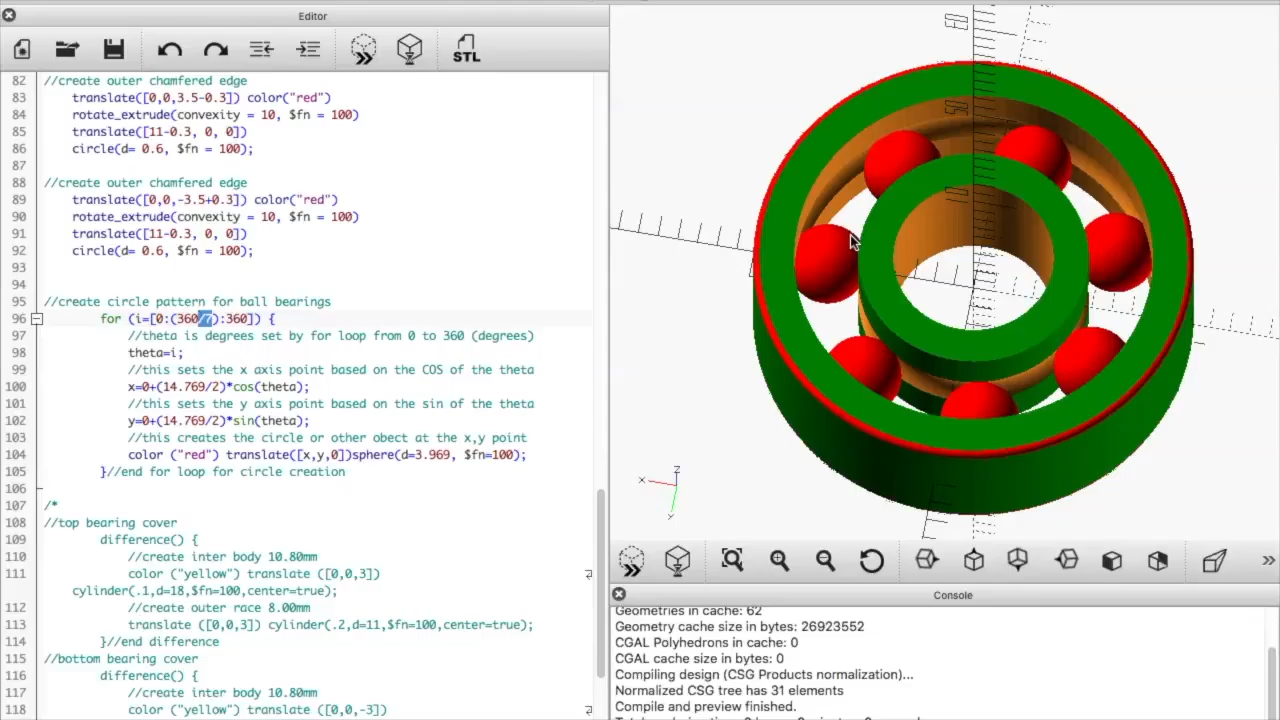 Editor
STL
82 //create outer chamfered edge
83 translate([0,0,3.5-0.3]) color("red")
84 rotate_extrude(convexity = 10, $fn = 100)
85 translate([11-0.3, 0, 0])
86 circle(d= 0.6, $fn = 100);
87
88 //create outer chamfered edge
89 translate([0,0,-3.5+0.3]) color("red")
90 rotate_extrude(convexity = 10, $fn = 100)
91 translate([11-0.3, 0, 0])
92 circle(d= 0.6, $fn = 100);
93
94
95 //create circle pattern for ball bearings
96 for (i=[0:(360/7):360]) {
97 //theta is degrees set by for loop from 0 to 360 (degrees)
98 theta=i;
99 //this sets the x axis point based on the COS of the theta
100 x=0+(14.769/2)*cos(theta);
101 //this sets the y axis point based on the sin of the theta
102 y=0+(14.769/2)*sin(theta);
103 //this creates the circle or other obect at the x,y point
104 color ("red") translate([x,y,0])sphere(d=3.969, $fn=100);
105 }//end for loop for circle creation
106
107 /*
108 //top bearing cover
109 difference() {
110 //create inter body 10.80mm
111 color ("yellow") translate ([0,0,3])
cylinder(.1,d=18,$fn=100,center=true);
112 //create outer race 8.00mm
113 translate ([0,0,3]) cylinder(.2,d=11,$fn=100,center=true);
114 }//end difference
115 //bottom bearing cover
116 difference() {
117 //create inter body 10.80mm
118 color ("yellow") translate ([0,0,-3])
Z
X
Y
Console
Geometries in cache: 62
Geometry cache size in bytes: 26923552
CGAL Polyhedrons in cache: 0
CGAL cache size in bytes: 0
Compiling design (CSG Products normalization)...
Normalized CSG tree has 31 elements
Compile and preview finished.